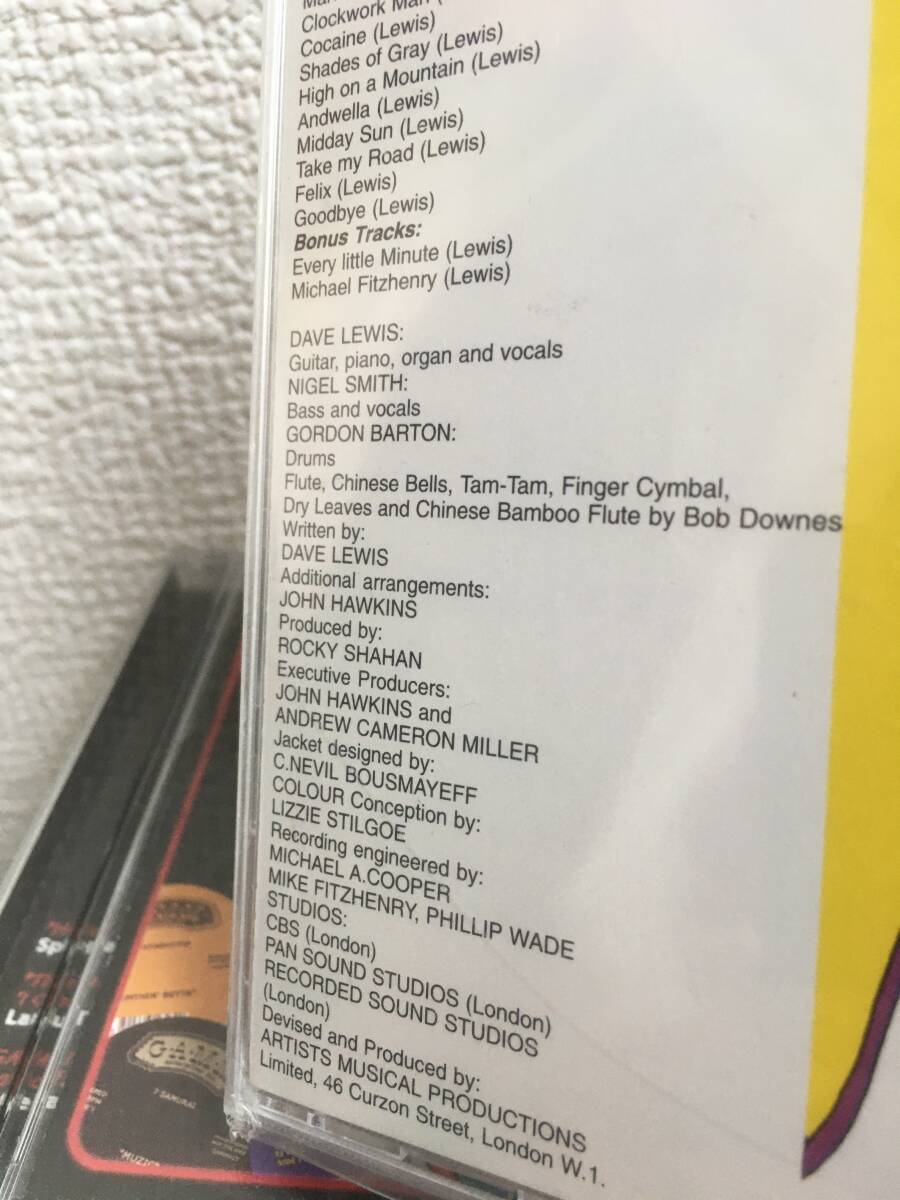 Clockwork Man (
Cocaine (Lewis)
Shades of Gray (Lewis)
High on a Mountain (Lewis)
Andwella (Lewis)
Midday Sun (Lewis)
Take my Road (Lewis)
Felix (Lewis)
Goodbye (Lewis)
Bonus Tracks:
Every little Minute (Lewis)
Michael Fitzhenry (Lewis)
DAVE LEWIS:
Guitar, piano, organ and vocals
NIGEL SMITH:
Bass and vocals
GORDON BARTON:
Drums
Flute, Chinese Bells, Tam-Tam, Finger Cymbal,
Dry Leaves and Chinese Bamboo Flute by Bob Downes
Written by:
DAVE LEWIS
Additional arrangements:
JOHN HAWKINS
Produced by:
ROCKY SHAHAN
Executive Producers:
JOHN HAWKINS and
ANDREW CAMERON MILLER
Jacket designed by:
C.NEVIL BOUSMAYEFF
COLOUR Conception by:
LIZZIE STILGOE
Recording engineered by:
MICHAEL A.COOPER
MIKE FITZHENRY, PHILLIP WADE
STUDIOS:
CBS (London)
PAN SOUND STUDIOS (London)
RECORDED SOUND STUDIOS
(London)
Devised and Produced by:
ARTISTS MUSICAL PRODUCTIONS
Limited, 46 Curzon Street, London W.1.
7 SAMURAI